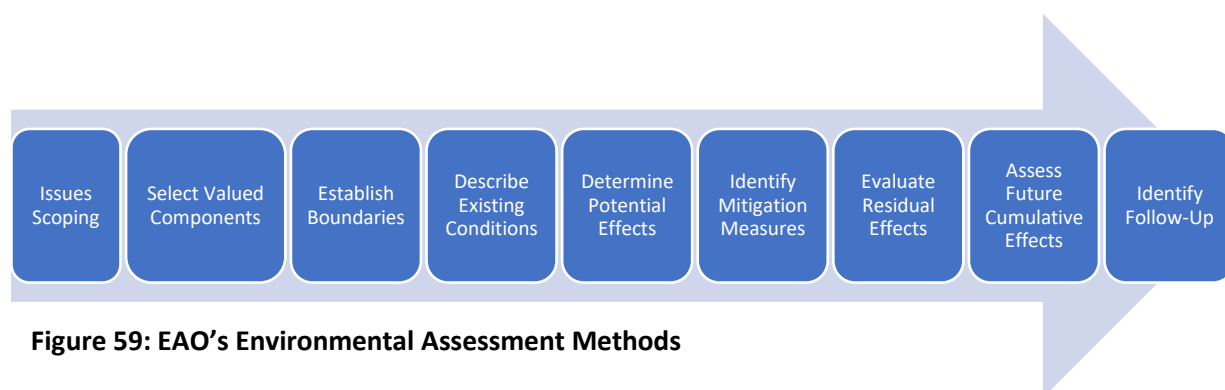 Issues
Scoping
Select Valued
Components
Establish
Boundaries
Describe
Existing
Conditions
Determine
Potential
Effects
Identify
Mitigation
Measures
Evaluate
Residual
Effects
Assess
Future
Cumulative
Effects
Identify
Follow-Up
Figure 59: EAO’s Environmental Assessment Methods